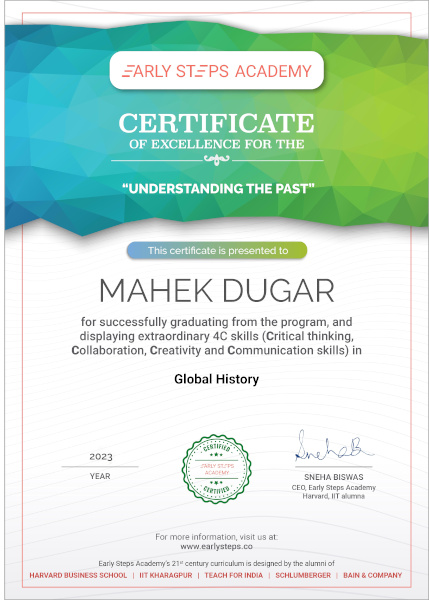 EARLY STEPS ACADEMY
CERTIFICATE
OF EXCELLENCE FOR THE
“UNDERSTANDING THE PAST”
This certificate is presented to
MAHEK DUGAR
for successfully graduating from the program, and
displaying extraordinary 4C skills (Critical thinking,
Collaboration, Creativity and Communication skills) in
Global History
2023
YEAR
CERTIFIED
EARLY STEPS
ACADEMY
CERTIFIED
SnehaB
SNEHA BISWAS
CEO, Early Steps Academy
Harvard, IIT alumna
For more information, visit us at:
www.earlysteps.co
Early Steps Academy's 21st century curriculum is designed by the alumni of
HARVARD BUSINESS SCHOOL | IIT KHARAGPUR | TEACH FOR INDIA | SCHLUMBERGER | BAIN & COMPANY